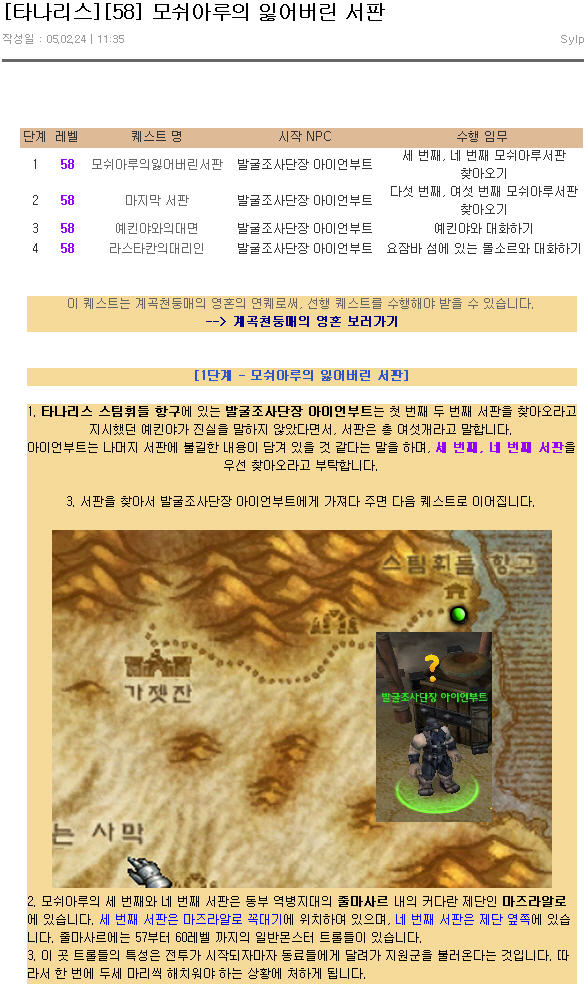 [타나리스][58] 모쉬아루의 잃어버린 서판
작성일 : 05.02.24 | 11:35 Sylp
단계 레벨 퀘스트 명 시작 NPC 수행 임무
1 58 모쉬아루의잃어버린서판 발굴조사단장 아이언부트 세 번째, 네 번째 모쉬아루서판
찾아오기
2 58 마지막 서판 발굴조사단장 아이언부트 다섯 번째, 여섯 번째 모쉬아루서판
찾아오기
3 58 예킨야와의대면 발굴조사단장 아이언부트 예킨야와 대화하기
4 58 라스타칸의대리인 발굴조사단장 아이언부트 요잠바 섬에 있는 몰소르와 대화하기
이 퀘스트는 계곡천둥매의 영혼의 연퀘로써, 선행 퀘스트를 수행해야 받을 수 있습니다.
--> 계곡천둥매의 영혼 보러가기
[1단계 - 모쉬아루의 잃어버린 서판]
1. 타나리스 스팀휘들 항구에 있는 발굴조사단장 아이언부트는 첫 번째 두 번째 서판을 찾아오라고
지시했던 예킨야가 진실을 말하지 않았다면서, 서판은 총 여섯개라고 말합니다.
아이언부트는 나머지 서판에 불길한 내용이 담겨 있을 것 같다는 말을 하며, 세 번째, 네 번째 서판을
우선 찾아오라고 부탁합니다.
3. 서판을 찾아서 발굴조사단장 아이언부트에게 가져다 주면 다음 퀘스트로 이어집니다.
스팀휘들 항구
가젯잔
발굴조사단장 아이언부트
는 사막
2. 모쉬아루의 세 번째와 네 번째 서판은 동부 역병지대의 줄마사르 내의 커다란 제단인 마즈라알로
에 있습니다. 세 번째 서판은 마즈라알로 꼭대기에 위치하며 있으며, 네 번째 서판은 제단 옆쪽에 있습
니다. 줄마사르에는 57부터 60레벨 까지의 일반몬스터 트롤들이 있습니다.
3. 이 곳 트롤들의 특성은 전투가 시작되자마자 동료들에게 달려가 지원군을 불러온다는 것입니다. 따
라서 한 번에 두세 마리씩 해치워야 하는 상황에 처하게 됩니다.